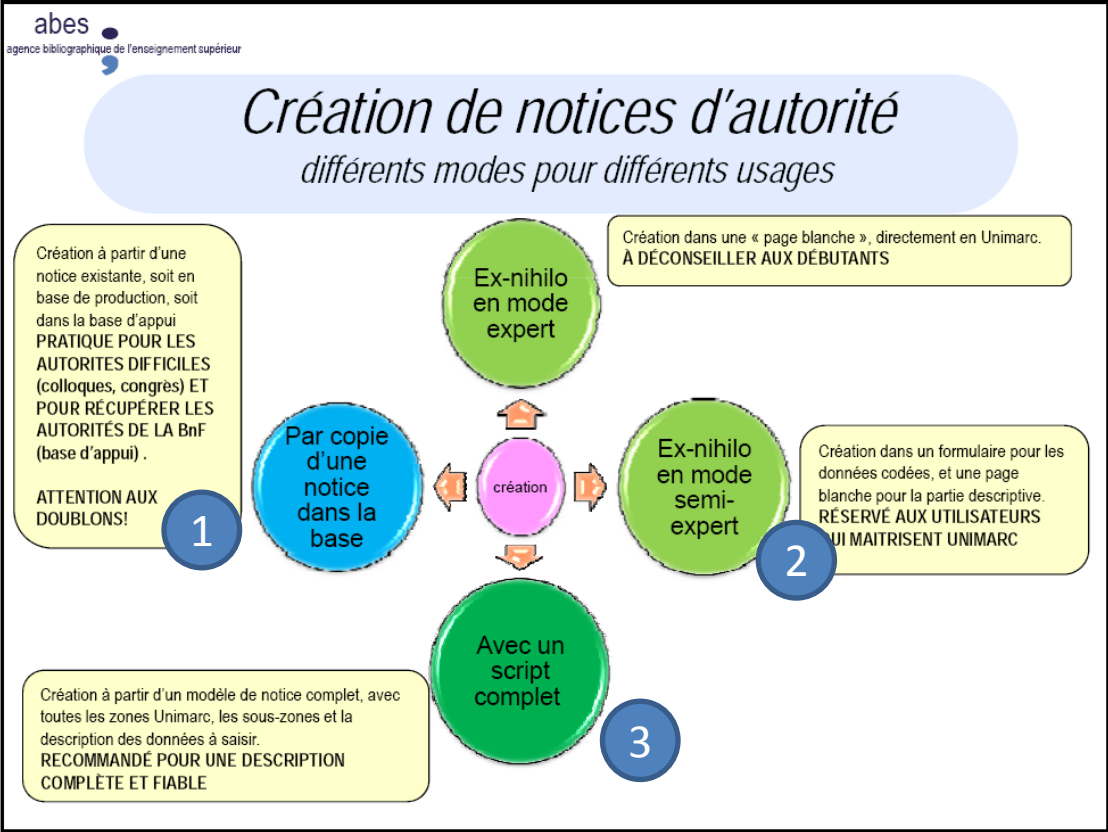 abes
agence bibliographique de l'enseignement supérieur
Création de notices d'autorité
différents modes pour différents usages
Création à partir d'une
notice existante, soit en
base de production, soit
dans la base d'appui
PRATIQUE POUR LES
AUTORITES DIFFICILES
(colloques, congrès) ET
POUR RÉCUPÉRER LES
AUTORITÉS DE LA BnF
(base d'appui) .
ATTENTION AUX
DOUBLONS!
1
Ex-nihilo
en mode
expert
Création dans une « page blanche », directement en Unimarc.
À DÉCONSEILLER AUX DÉBUTANTS
Par copie
d'une
notice
dans la
base
création
Ex-nihilo
en mode
semi-
expert
Création dans un formulaire pour les
données codées, et une page
blanche pour la partie descriptive.
RÉSERVÉ AUX UTILISATEURS
UI MAITRISENT UNIMARC
2
Avec un
script
complet
3
Création à partir d'un modèle de notice complet, avec
toutes les zones Unimarc, les sous-zones et la
description des données à saisir.
RECOMMANDÉ POUR UNE DESCRIPTION
COMPLÈTE ET FIABLE